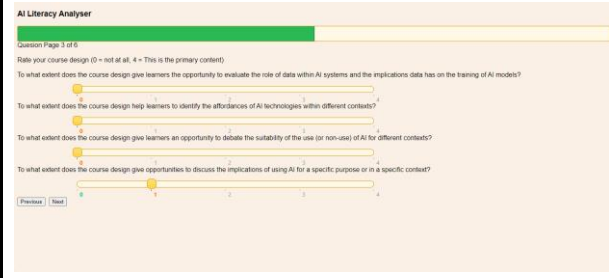 AI Literacy Analyser
Quesion Page 3 of 6
Rate your course design (0 = not at all, 4 = This is the primary content)
To what extent does the course design give learners the opportunity to evaluate the role of data within AI systems and the implications data has on the training of AI models?
0 1 2 3 4
To what extent does the course design help learners to identify the affordances of AI technologies within different contexts?
0 1 2 3 4
To what extent does the course design give learners an opportunity to debate the suitability of the use (or non-use) of AI for different contexts?
0 1 2 3 4
To what extent does the course design give opportunities to discuss the implications of using AI for a specific purpose or in a specific context?
0 1 2 3 4
Previous Next